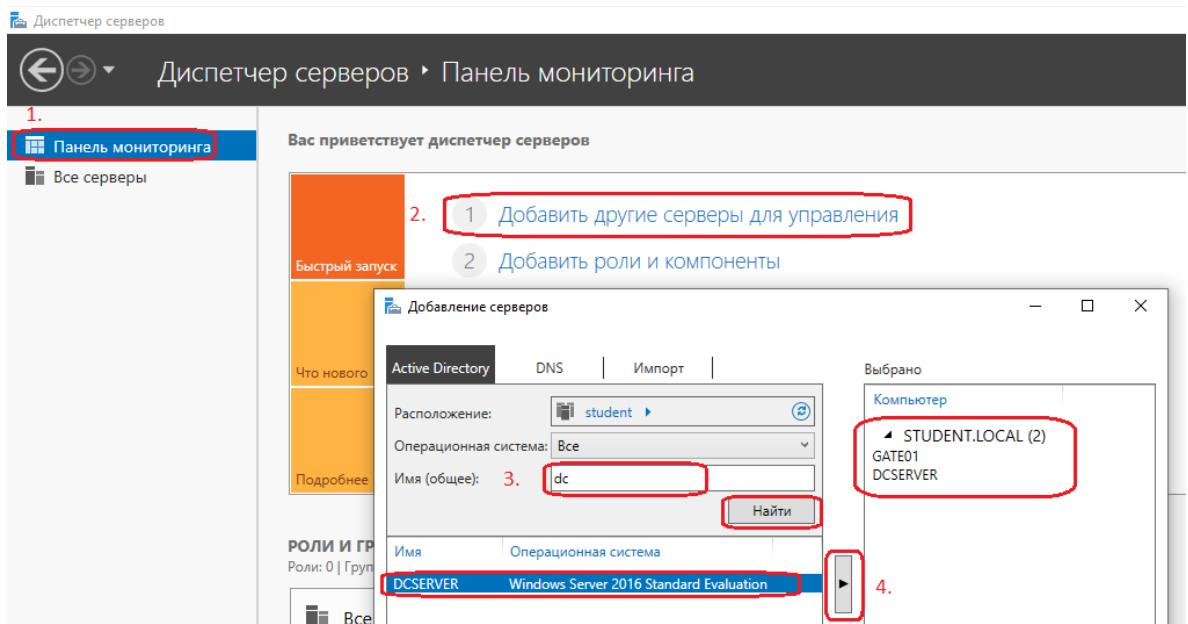 Диспетчер серверов
Диспетчер серверов ‣ Панель мониторинга
1.
Панель мониторинга
Все серверы
Вас приветствует диспетчер серверов
2.
1 Добавить другие серверы для управления
2 Добавить роли и компоненты
Быстрый запуск
Что нового
Подробнее
Добавление серверов
Active Directory
DNS
Импорт
Расположение: student
Операционная система: Все
Имя (общее): 3. dc
Найти
Имя Операционная система
DCSERVER Windows Server 2016 Standard Evaluation
4.
Выбрано
Компьютер
STUDENT.LOCAL (2)
GATE01
DCSERVER
РОЛИ И ГР
Роли: 0 | Груп
Все